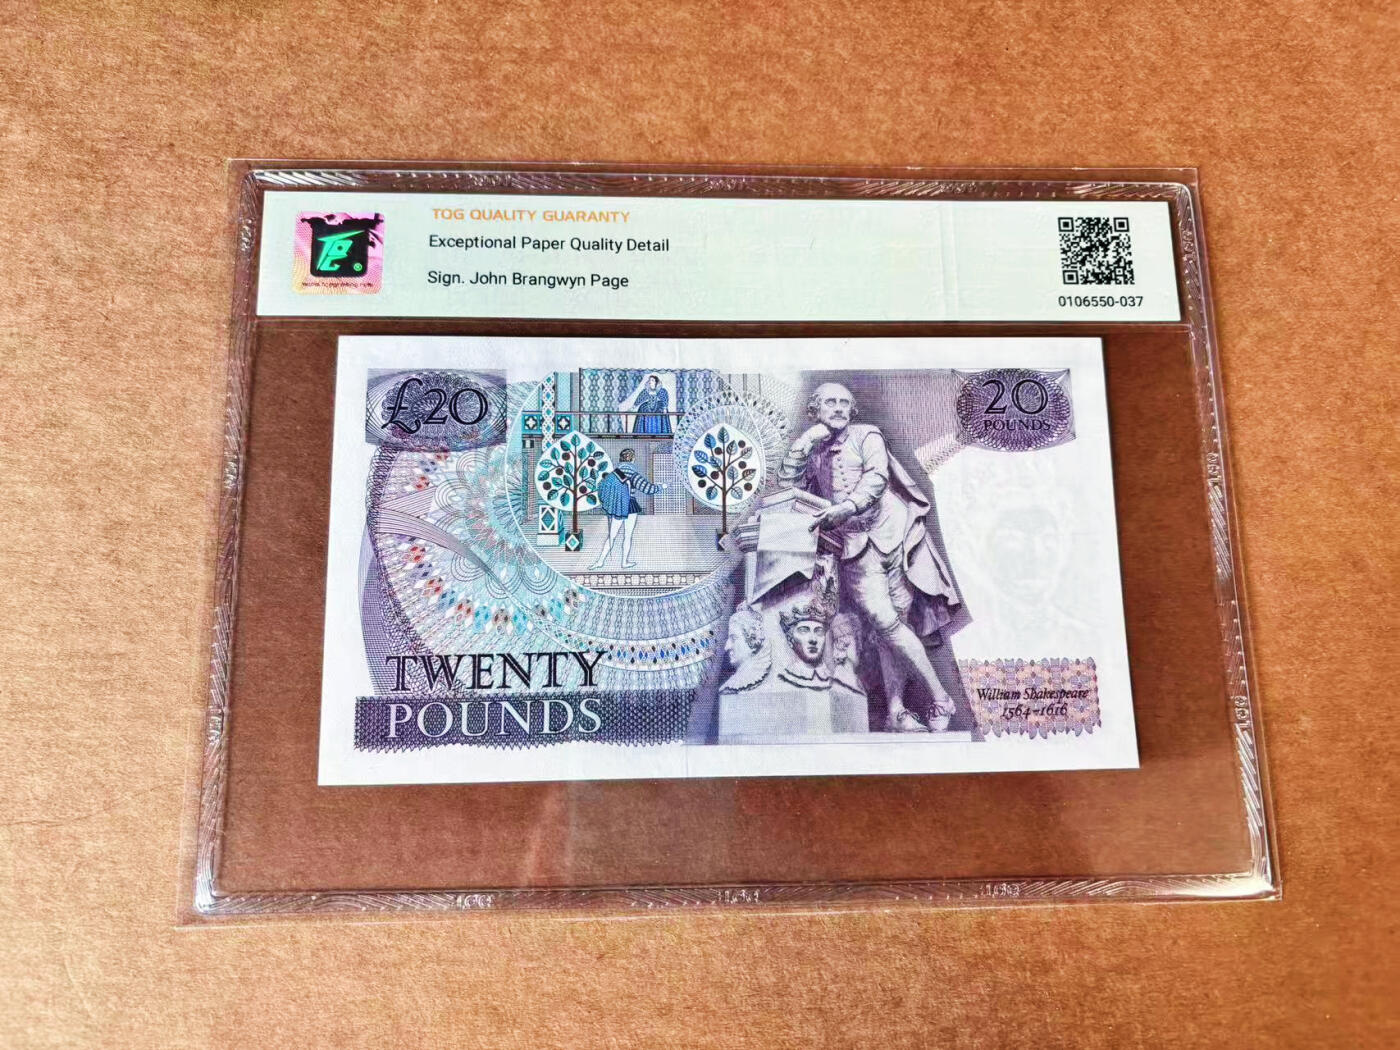 TQG QUALITY GUARANTY
Exceptional Paper Quality Detail
Sign. John Brangwyn Page
0106550-037
£20
20
POUNDS
TWENTY
POUNDS
William Shakespeare
1564-1616